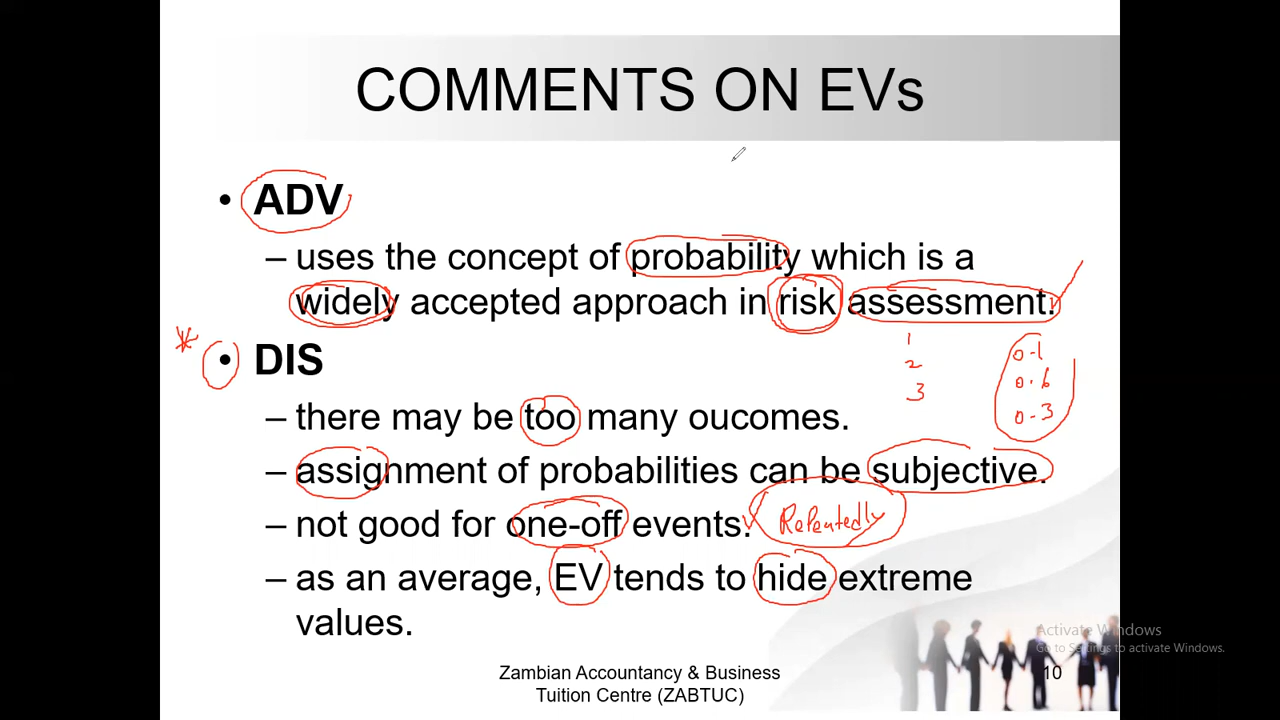 COMMENTS ON EVs
• ADV
– uses the concept of probability which is a
widely accepted approach in risk assessment.
• DIS
1
2
3
0.1
0.6
0.3
– there may be too many oucomes.
– assignment of probabilities can be subjective.
– not good for one-off events. Repeatedly
– as an average, EV tends to hide extreme
values.
Activate Windows
Go to Settings to activate Windows.
Zambian Accountancy & Business
Tuition Centre (ZABTUC)
10